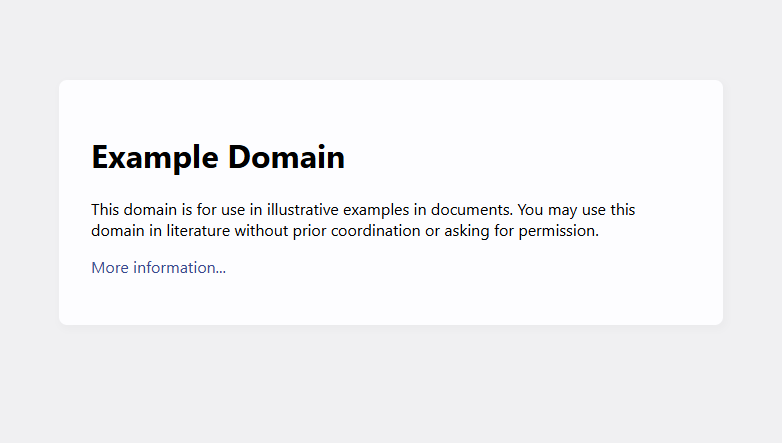 Example Domain
This domain is for use in illustrative examples in documents. You may use this
domain in literature without prior coordination or asking for permission.
More information...